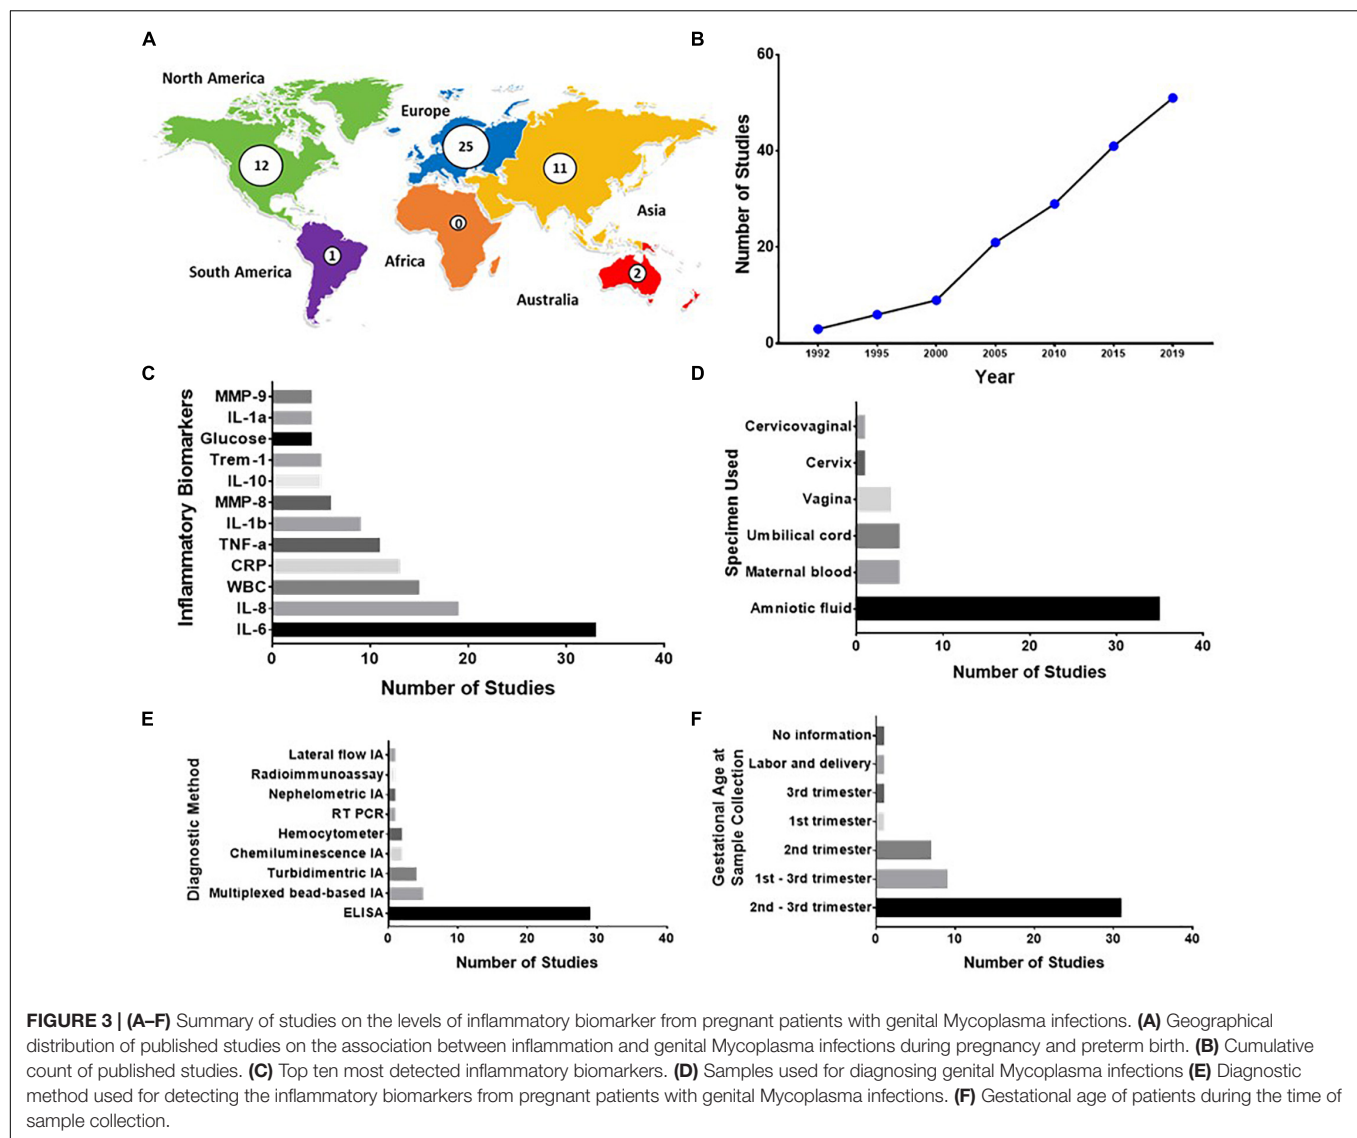 A
North America
Europe
12
25
11
0
1
2
Asia
Africa
South America
Australia
B
Number of Studies
60
40
20
0
1992 1995 2000 2005 2010 2015 2019
Year
C
Inflammatory Biomarkers
MMP-9
IL-1a
Glucose
Trem-1
IL-10
MMP-8
IL-1b
TNF-a
CRP
WBC
IL-8
IL-6
0 10 20 30 40
Number of Studies
D
Specimen Used
Cervicovaginal
Cervix
Vagina
Umbilical cord
Maternal blood
Amniotic fluid
0 10 20 30 40
Number of Studies
E
Diagnostic Method
Lateral flow IA
Radioimmunoassay
Nephelometric IA
RT PCR
Hemocytometer
Chemiluminescence IA
Turbidimentric IA
Multiplexed bead-based IA
ELISA
0 10 20 30 40
Number of Studies
F
Gestational Age at
Sample Collection
No information
Labor and delivery
3rd trimester
1st trimester
2nd trimester
1st - 3rd trimester
2nd - 3rd trimester
0 10 20 30 40
Number of Studies
FIGURE 3 | (A–F) Summary of studies on the levels of inflammatory biomarker from pregnant patients with genital Mycoplasma infections. (A) Geographical
distribution of published studies on the association between inflammation and genital Mycoplasma infections during pregnancy and preterm birth. (B) Cumulative
count of published studies. (C) Top ten most detected inflammatory biomarkers. (D) Samples used for diagnosing genital Mycoplasma infections (E) Diagnostic
method used for detecting the inflammatory biomarkers from pregnant patients with genital Mycoplasma infections. (F) Gestational age of patients during the time of
sample collection.